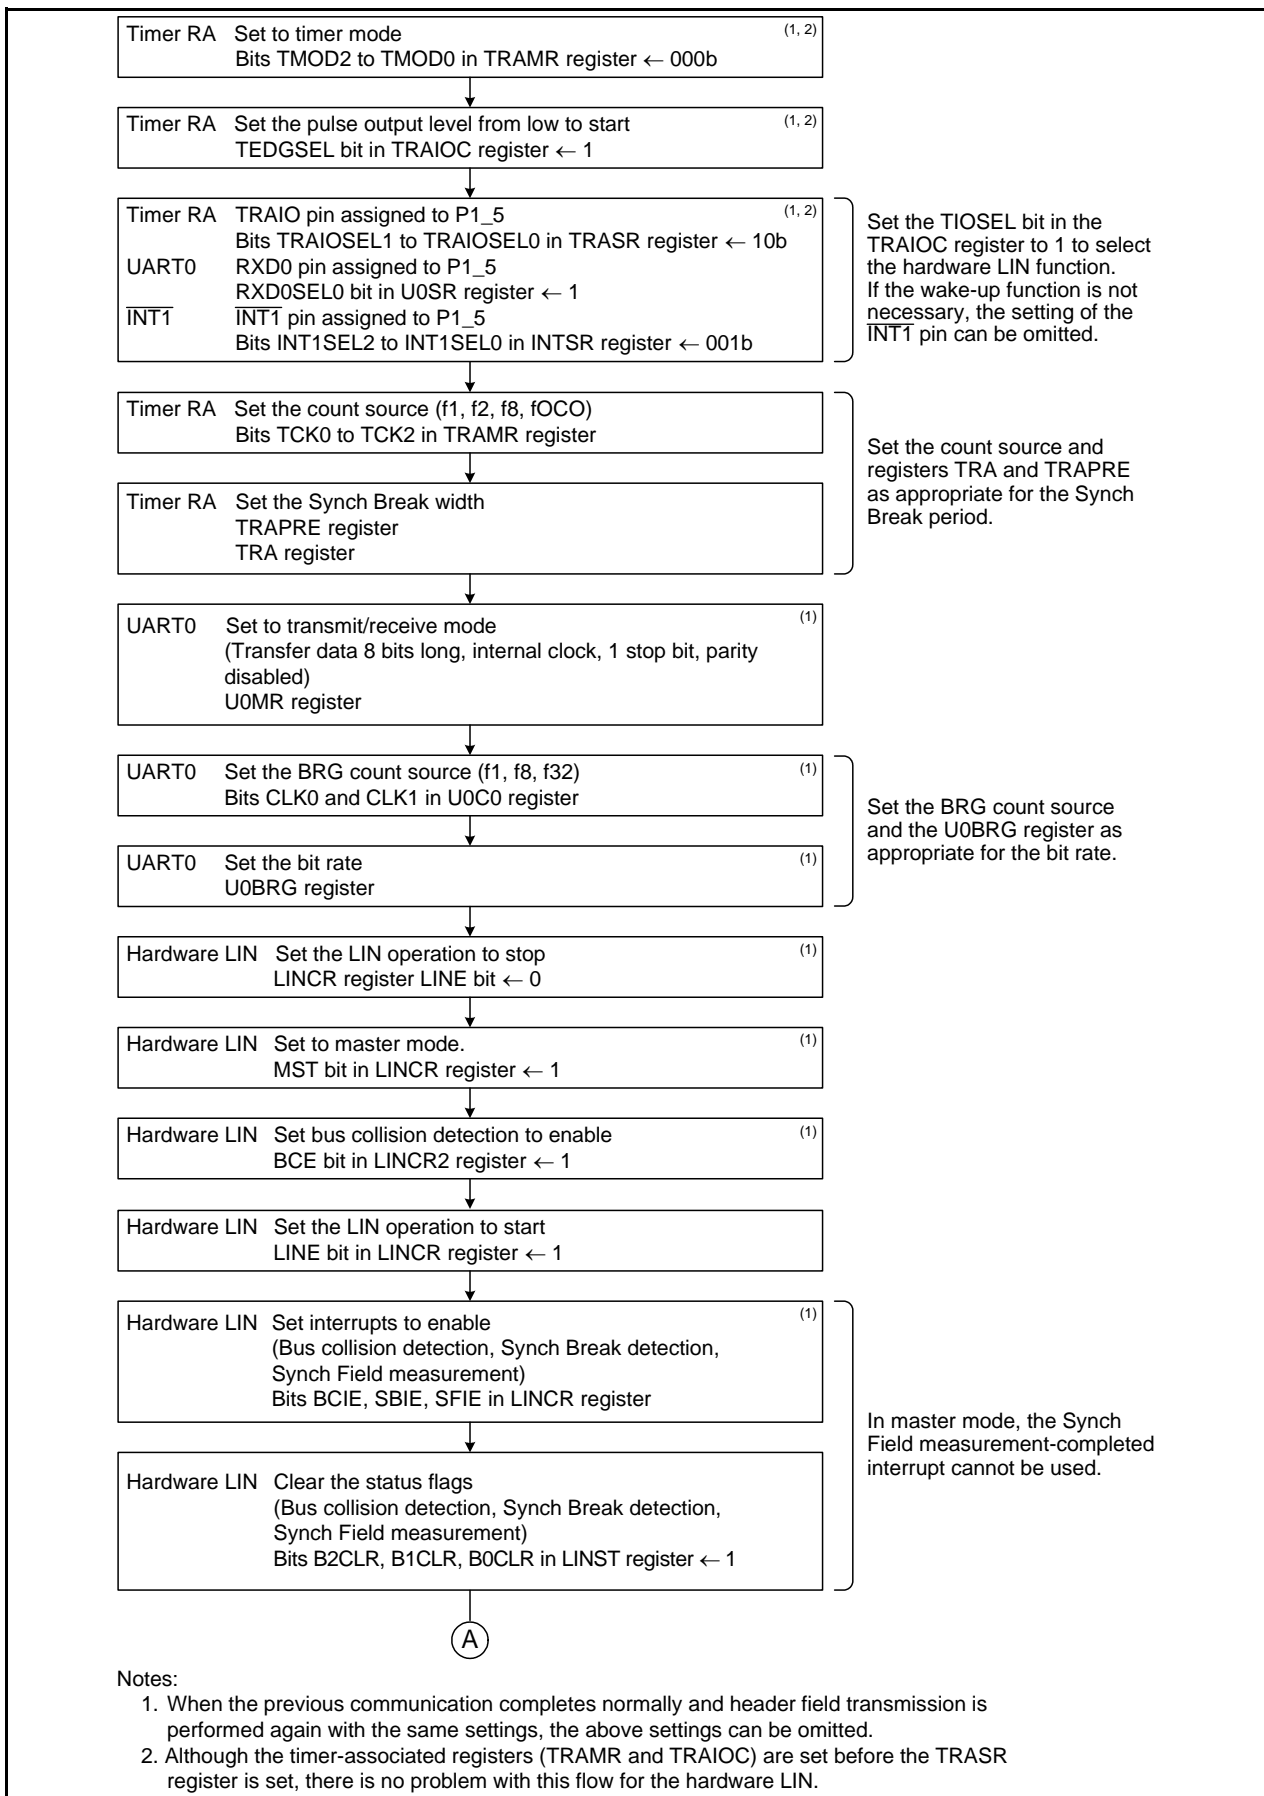 Timer RA Set to timer mode (1, 2)
Bits TMOD2 to TMOD0 in TRAMR register ← 000b
Timer RA Set the pulse output level from low to start (1, 2)
TEDGSEL bit in TRAIOC register ← 1
Timer RA TRAIO pin assigned to P1_5 (1, 2)
Bits TRAIOSEL1 to TRAIOSEL0 in TRASR register ← 10b
UART0 RXD0 pin assigned to P1_5
RXD0SEL0 bit in U0SR register ← 1
INT1 INT1 pin assigned to P1_5
Bits INT1SEL2 to INT1SEL0 in INTSR register ← 001b
Set the TIOSEL bit in the
TRAIOC register to 1 to select
the hardware LIN function.
If the wake-up function is not
necessary, the setting of the
INT1 pin can be omitted.
Timer RA Set the count source (f1, f2, f8, fOCO)
Bits TCK0 to TCK2 in TRAMR register
Timer RA Set the Synch Break width
TRAPRE register
TRA register
Set the count source and
registers TRA and TRAPRE
as appropriate for the Synch
Break period.
UART0 Set to transmit/receive mode (1)
(Transfer data 8 bits long, internal clock, 1 stop bit, parity
disabled)
U0MR register
UART0 Set the BRG count source (f1, f8, f32) (1)
Bits CLK0 and CLK1 in U0C0 register
UART0 Set the bit rate (1)
U0BRG register
Set the BRG count source
and the U0BRG register as
appropriate for the bit rate.
Hardware LIN Set the LIN operation to stop (1)
LINCR register LINE bit ← 0
Hardware LIN Set to master mode. (1)
MST bit in LINCR register ← 1
Hardware LIN Set bus collision detection to enable (1)
BCE bit in LINCR2 register ← 1
Hardware LIN Set the LIN operation to start
LINE bit in LINCR register ← 1
Hardware LIN Set interrupts to enable (1)
(Bus collision detection, Synch Break detection,
Synch Field measurement)
Bits BCIE, SBIE, SFIE in LINCR register
Hardware LIN Clear the status flags
(Bus collision detection, Synch Break detection,
Synch Field measurement)
Bits B2CLR, B1CLR, B0CLR in LINST register ← 1
In master mode, the Synch
Field measurement-completed
interrupt cannot be used.
A
Notes:
1. When the previous communication completes normally and header field transmission is
performed again with the same settings, the above settings can be omitted.
2. Although the timer-associated registers (TRAMR and TRAIOC) are set before the TRASR
register is set, there is no problem with this flow for the hardware LIN.